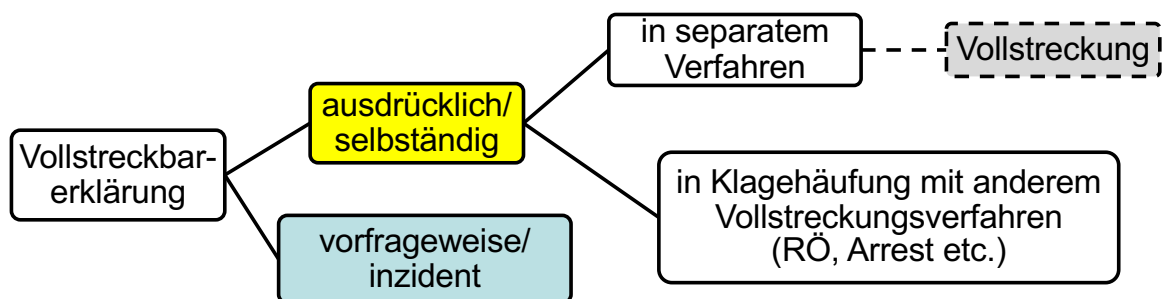 in separatem
Verfahren
Vollstreckung
ausdrücklich/
selbständig
Vollstreckbar-
erklärung
in Klagehäufung mit anderem
Vollstreckungsverfahren
(RÖ, Arrest etc.)
vorfrageweise/
inzident